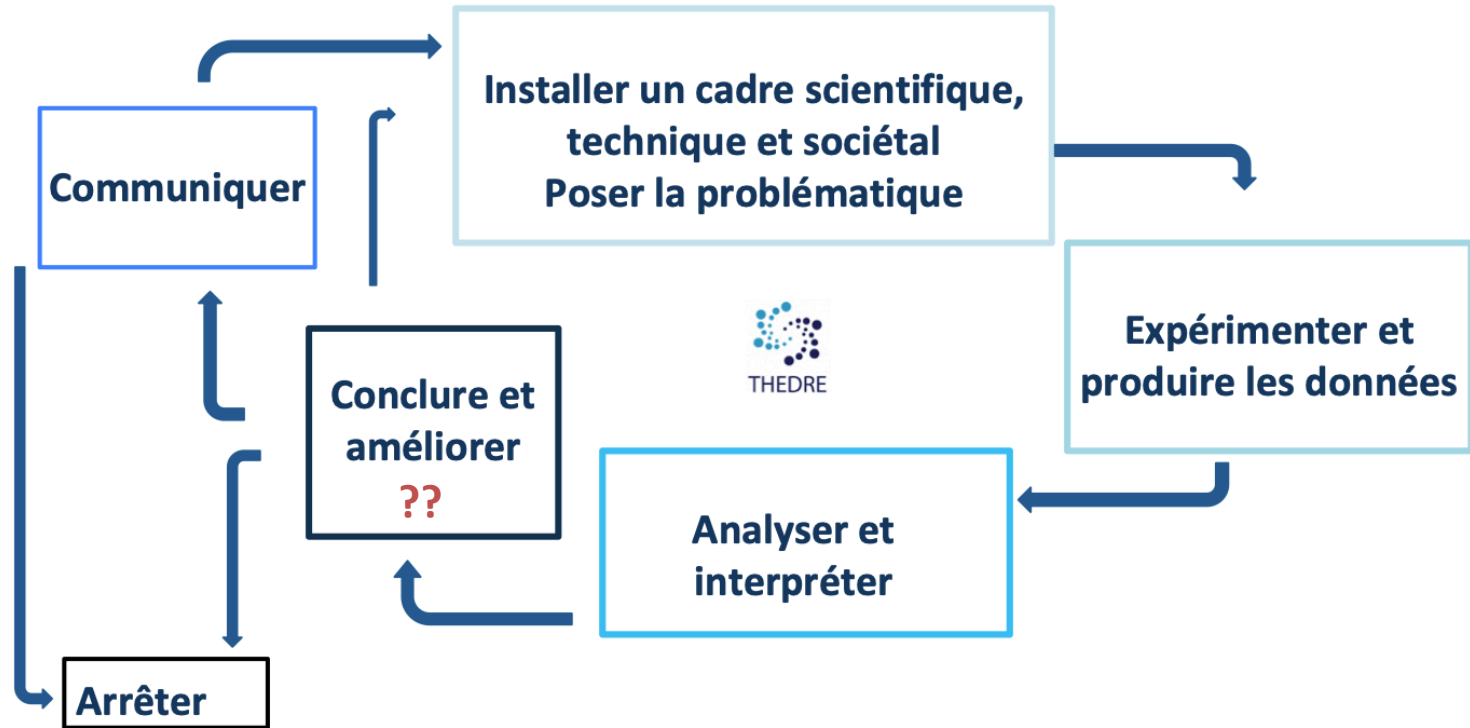 Installer un cadre scientifique,
technique et sociétal
Poser la problématique
Communiquer
Expérimenter et
produire les données
THEDRE
Conclure et
améliorer
??
Analyser et
interpréter
Arrêter